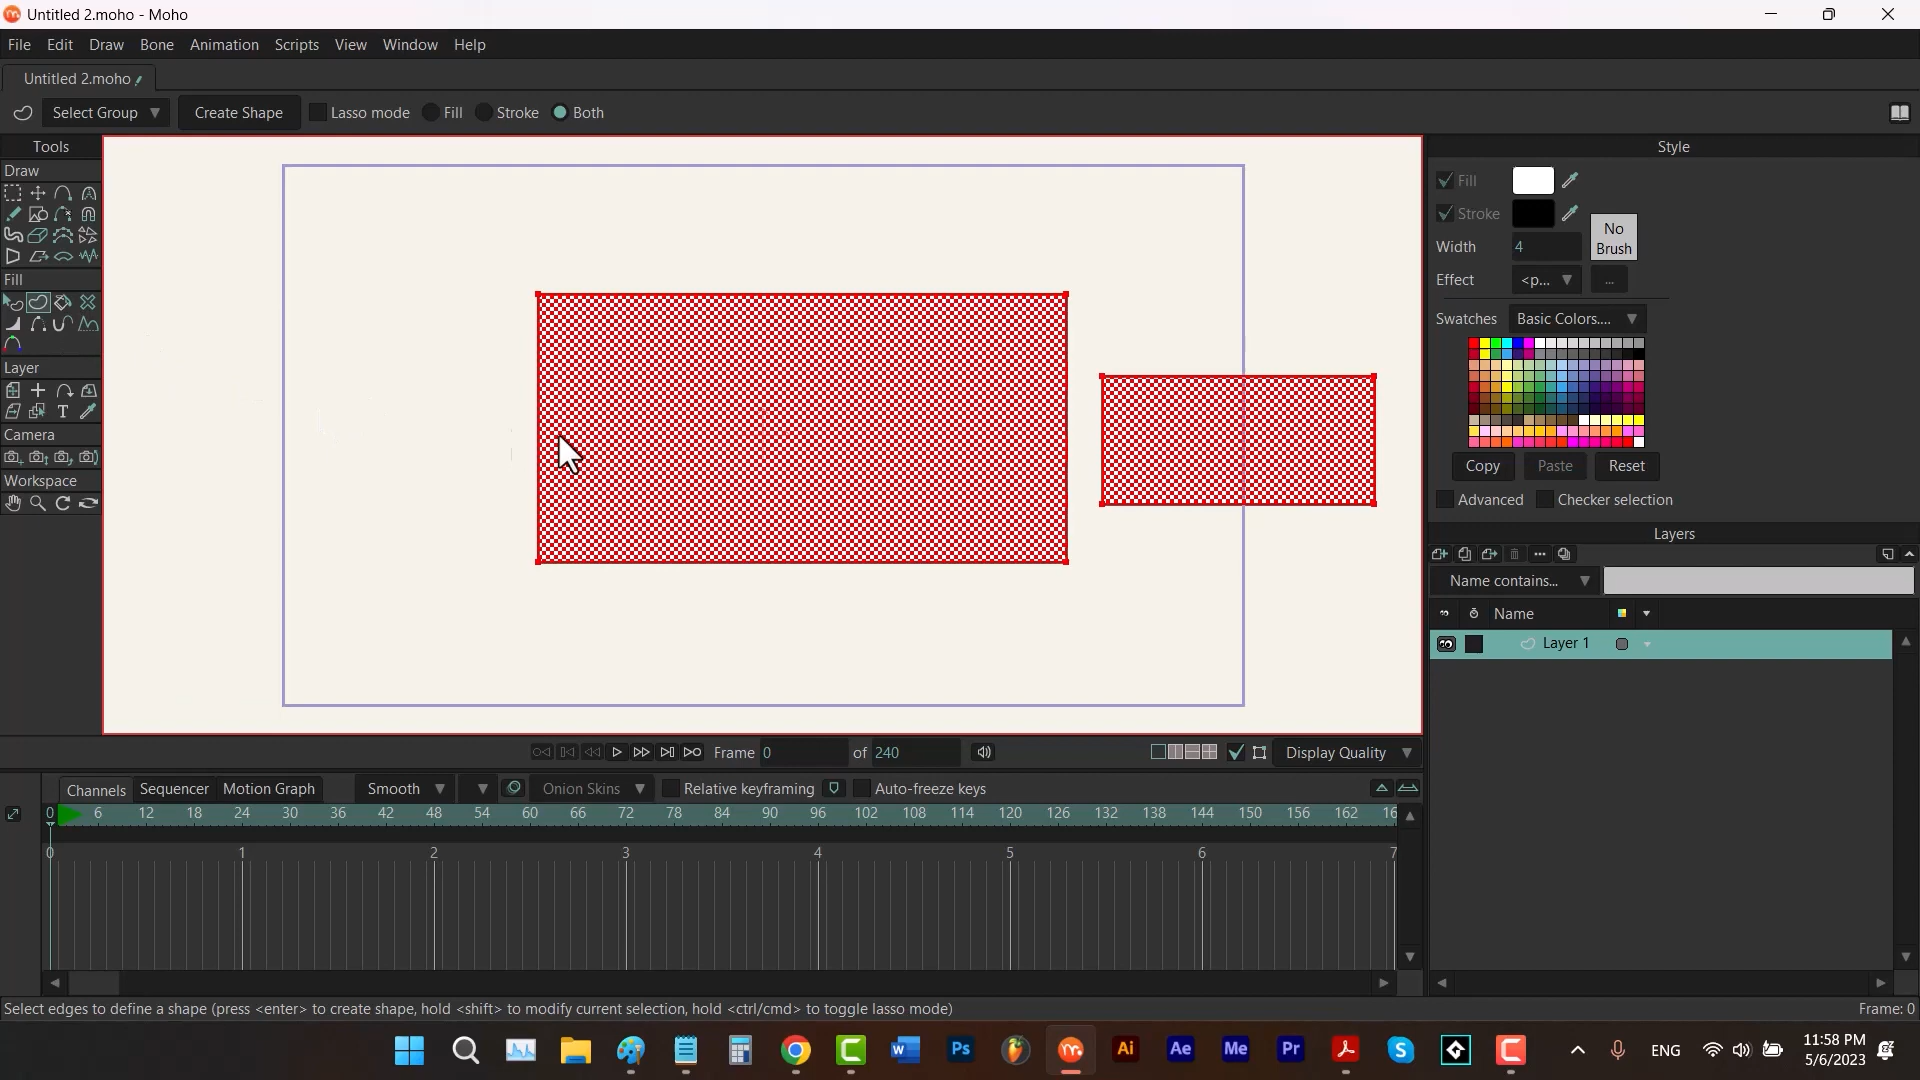 Untitled 2.moho - Moho
File Edit Draw Bone Animation Scripts View Window Help
Untitled 2.moho
Select Group Create Shape Lasso mode Fill Stroke Both
Tools
Draw
Fill
Layer
T
Camera
Workspace
Style
Fill
Stroke
Width 4
No
Brush
Effect <p... ...
Swatches Basic Colors....
Copy Paste Reset
Advanced Checker selection
Layers
Name contains...
Name
Layer 1
Frame 0 of 240 Display Quality
Channels Sequencer Motion Graph Smooth Onion Skins Relative keyframing Auto-freeze keys
0 6 12 18 24 30 36 42 48 54 60 66 72 78 84 90 96 102 108 114 120 126 132 138 144 150 156 162 16
0 1 2 3 4 5 6 7
Select edges to define a shape (press <enter> to create shape, hold <shift> to modify current selection, hold <ctrl/cmd> to toggle lasso mode) Frame: 0
W Ps Ai Ae Me Pr S ENG 11:58 PM
5/6/2023